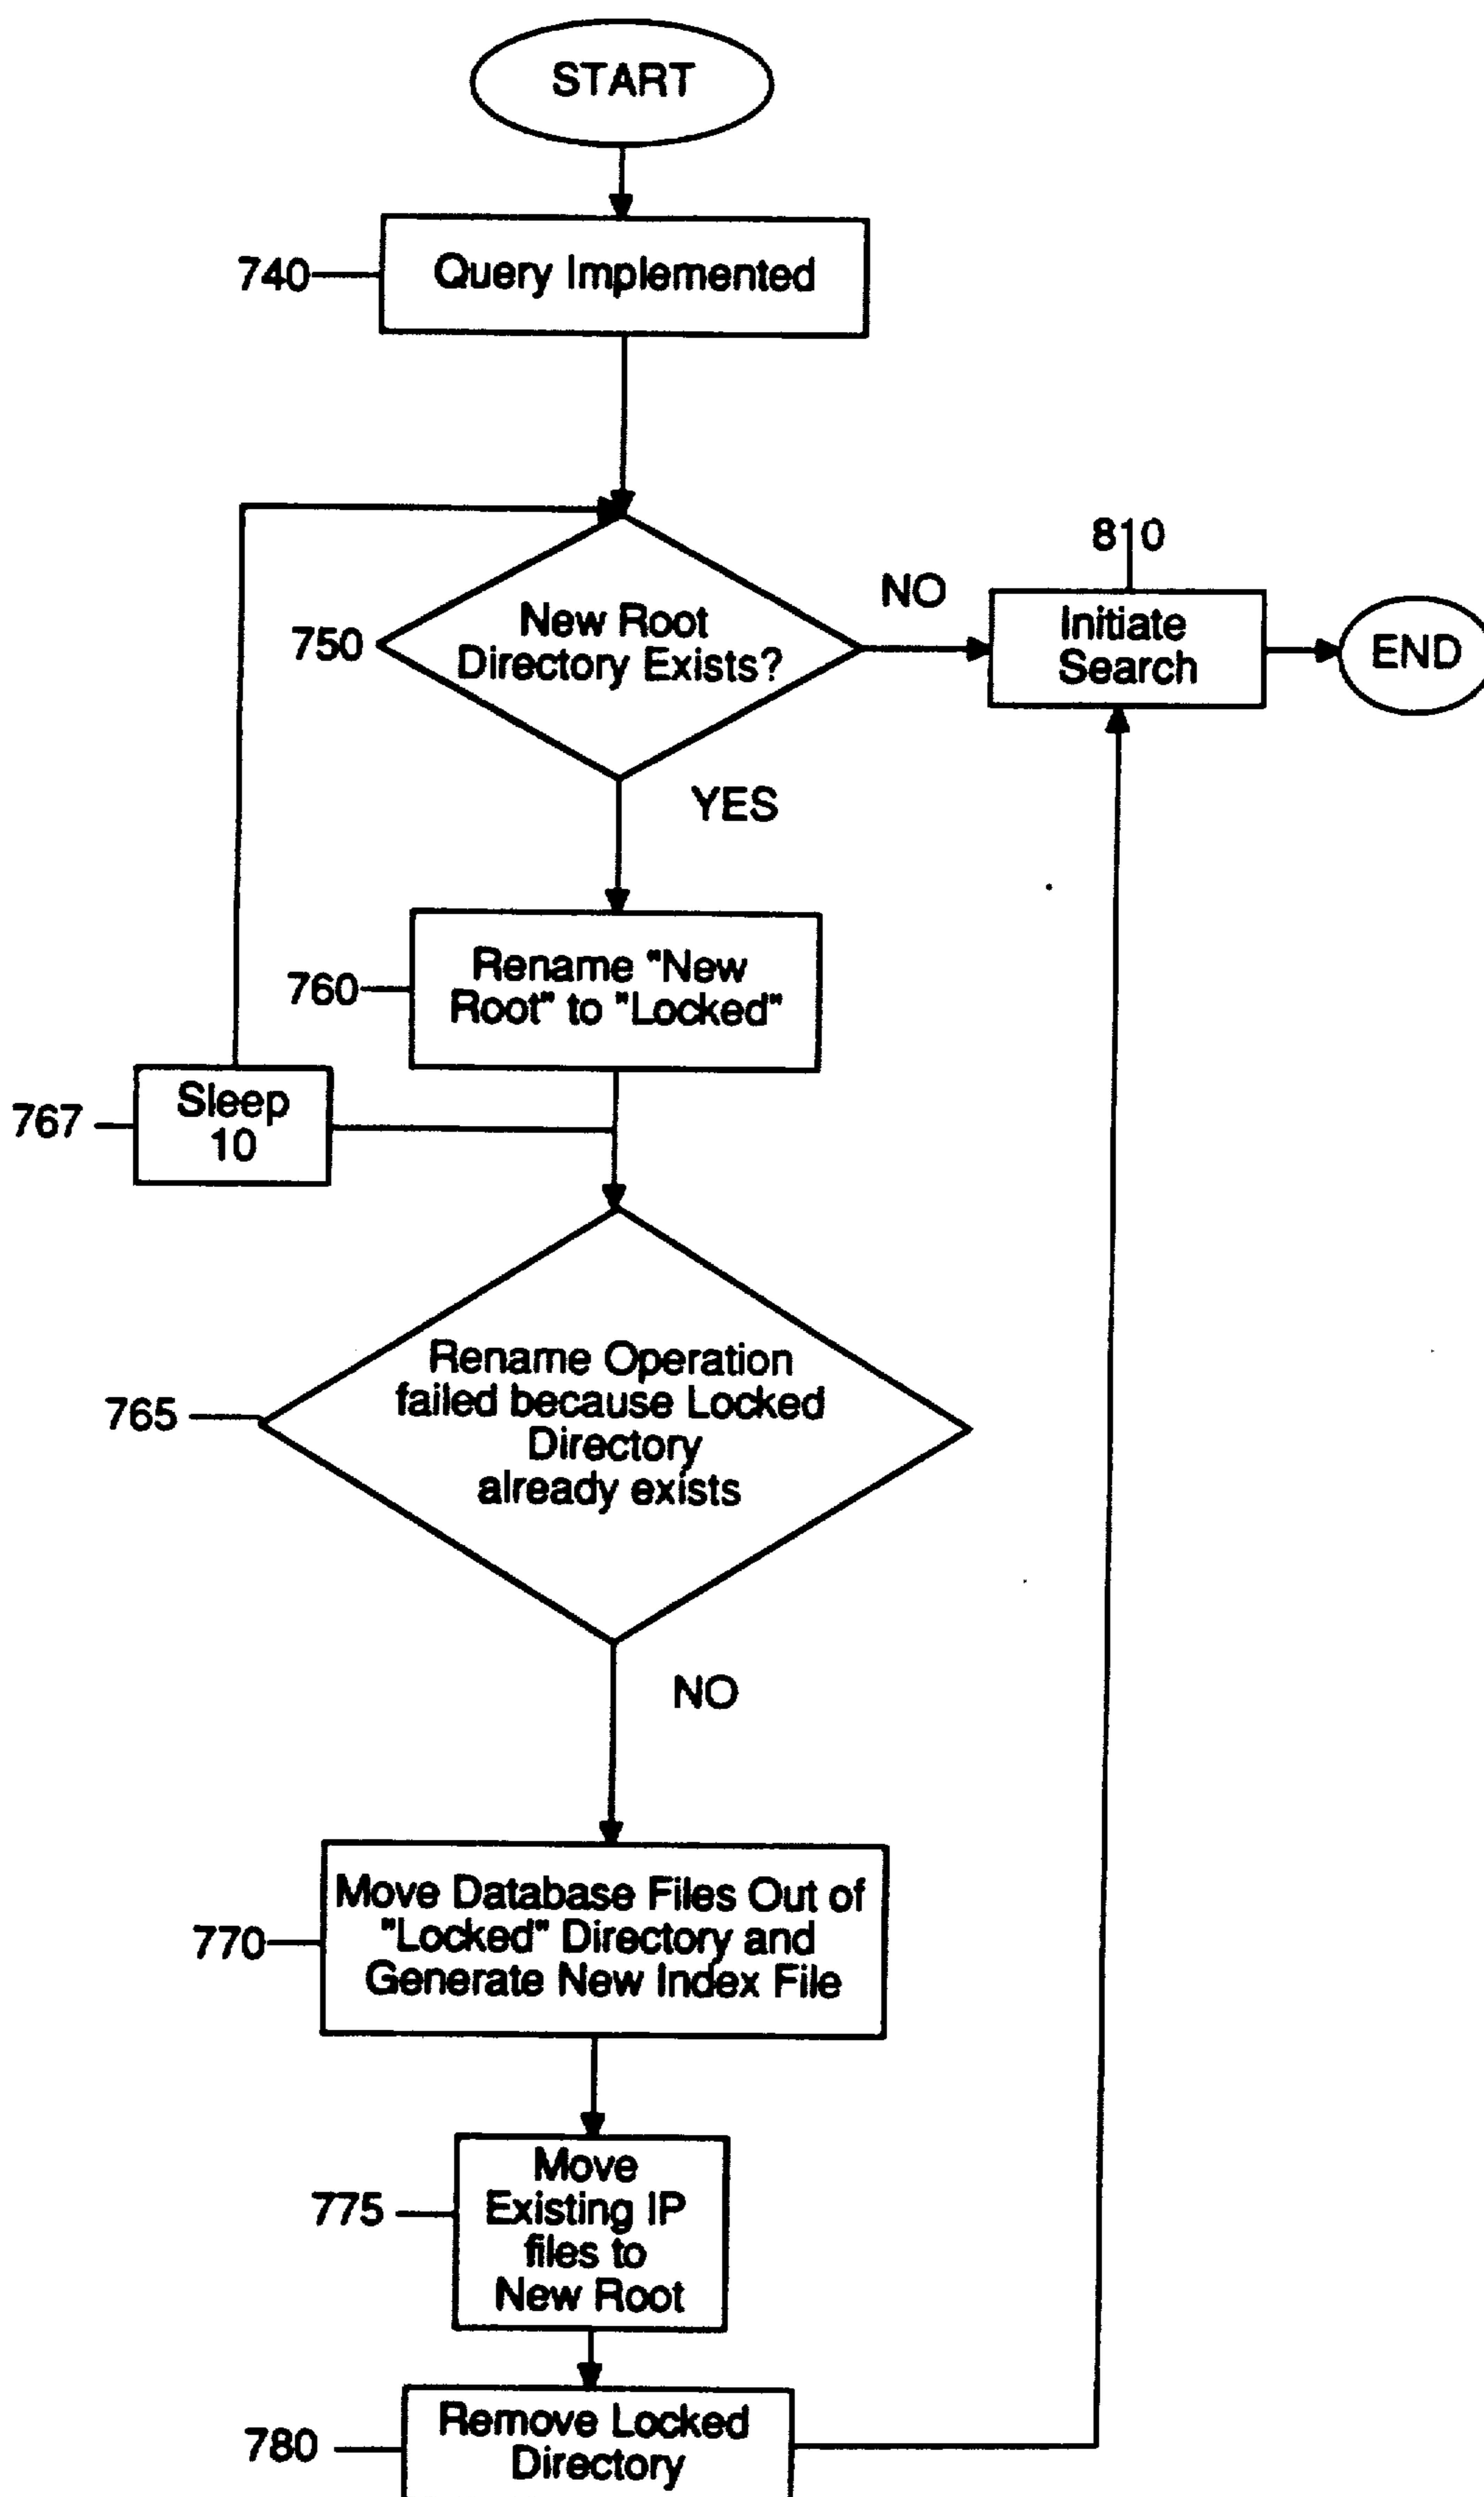 START
740
Query Implemented
810
NO
Initiate
Search
END
750
New Root
Directory Exists?
YES
760
Rename "New
Root" to "Locked"
767
Sleep
10
765
Rename Operation
failed because Locked
Directory
already exists
NO
770
Move Database Files Out of
"Locked" Directory and
Generate New Index File
775
Move
Existing IP
files to
New Root
780
Remove Locked
Directory